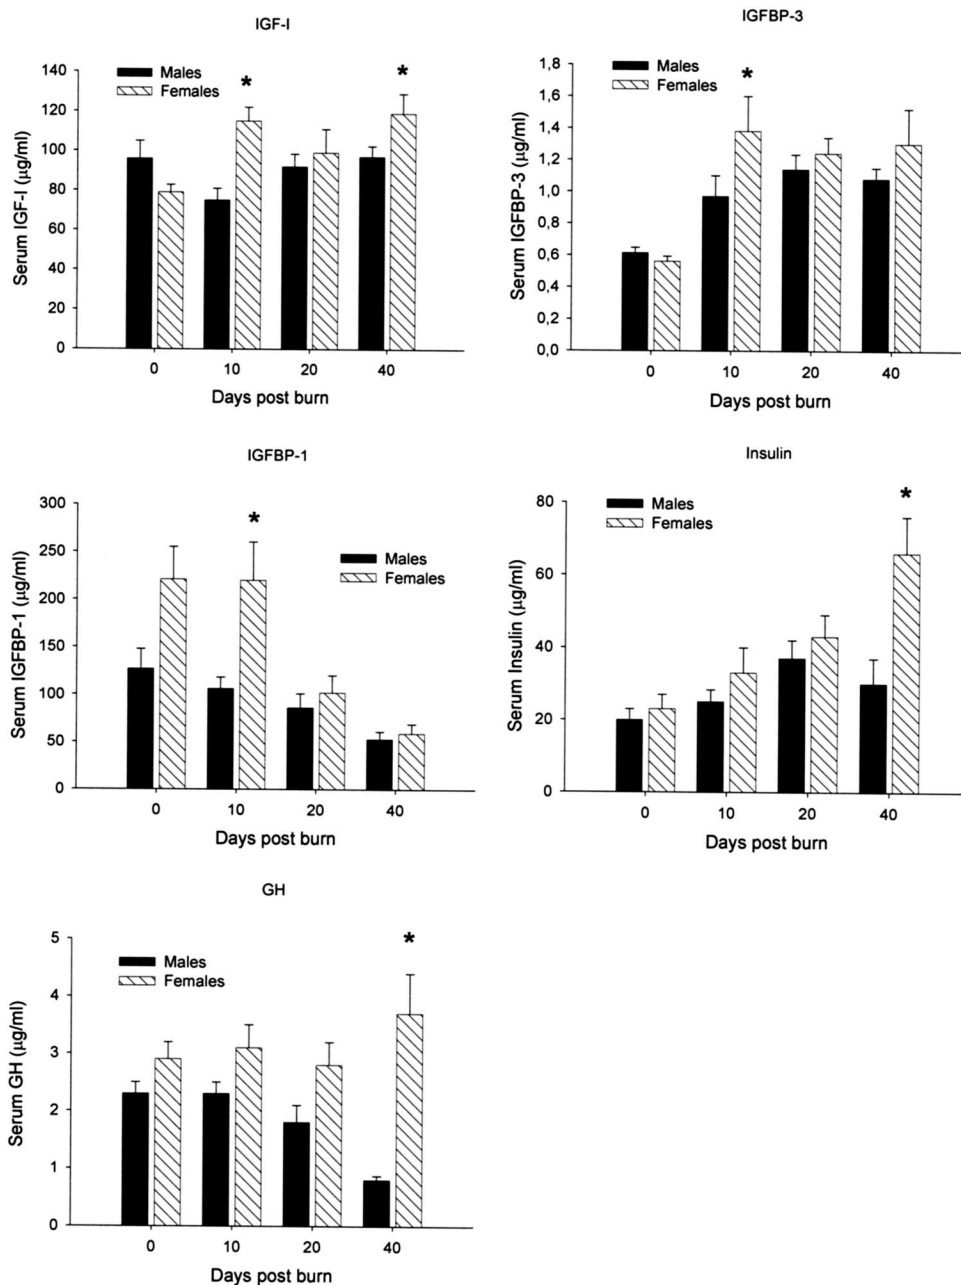 IGF-I
Serum IGF-I (μg/ml)
140
120
100
80
60
40
20
0
Males
Females
*
*
0 10 20 40
Days post burn
IGFBP-3
Serum IGFBP-3 (μg/ml)
1,8
1,6
1,4
1,2
1,0
0,8
0,6
0,4
0,2
0,0
Males
Females
*
0 10 20 40
Days post burn
IGFBP-1
Serum IGFBP-1 (μg/ml)
300
250
200
150
100
50
0
*
Males
Females
0 10 20 40
Days post burn
Insulin
Serum Insulin (μg/ml)
80
60
40
20
0
Males
Females
*
0 10 20 40
Days post burn
GH
Serum GH (μg/ml)
5
4
3
2
1
0
Males
Females
*
0 10 20 40
Days post burn